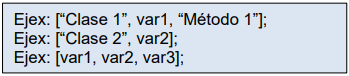 Ejex: [“Clase 1”, var1, “Método 1”];
Ejex: [“Clase 2”, var2];
Ejex: [var1, var2, var3];